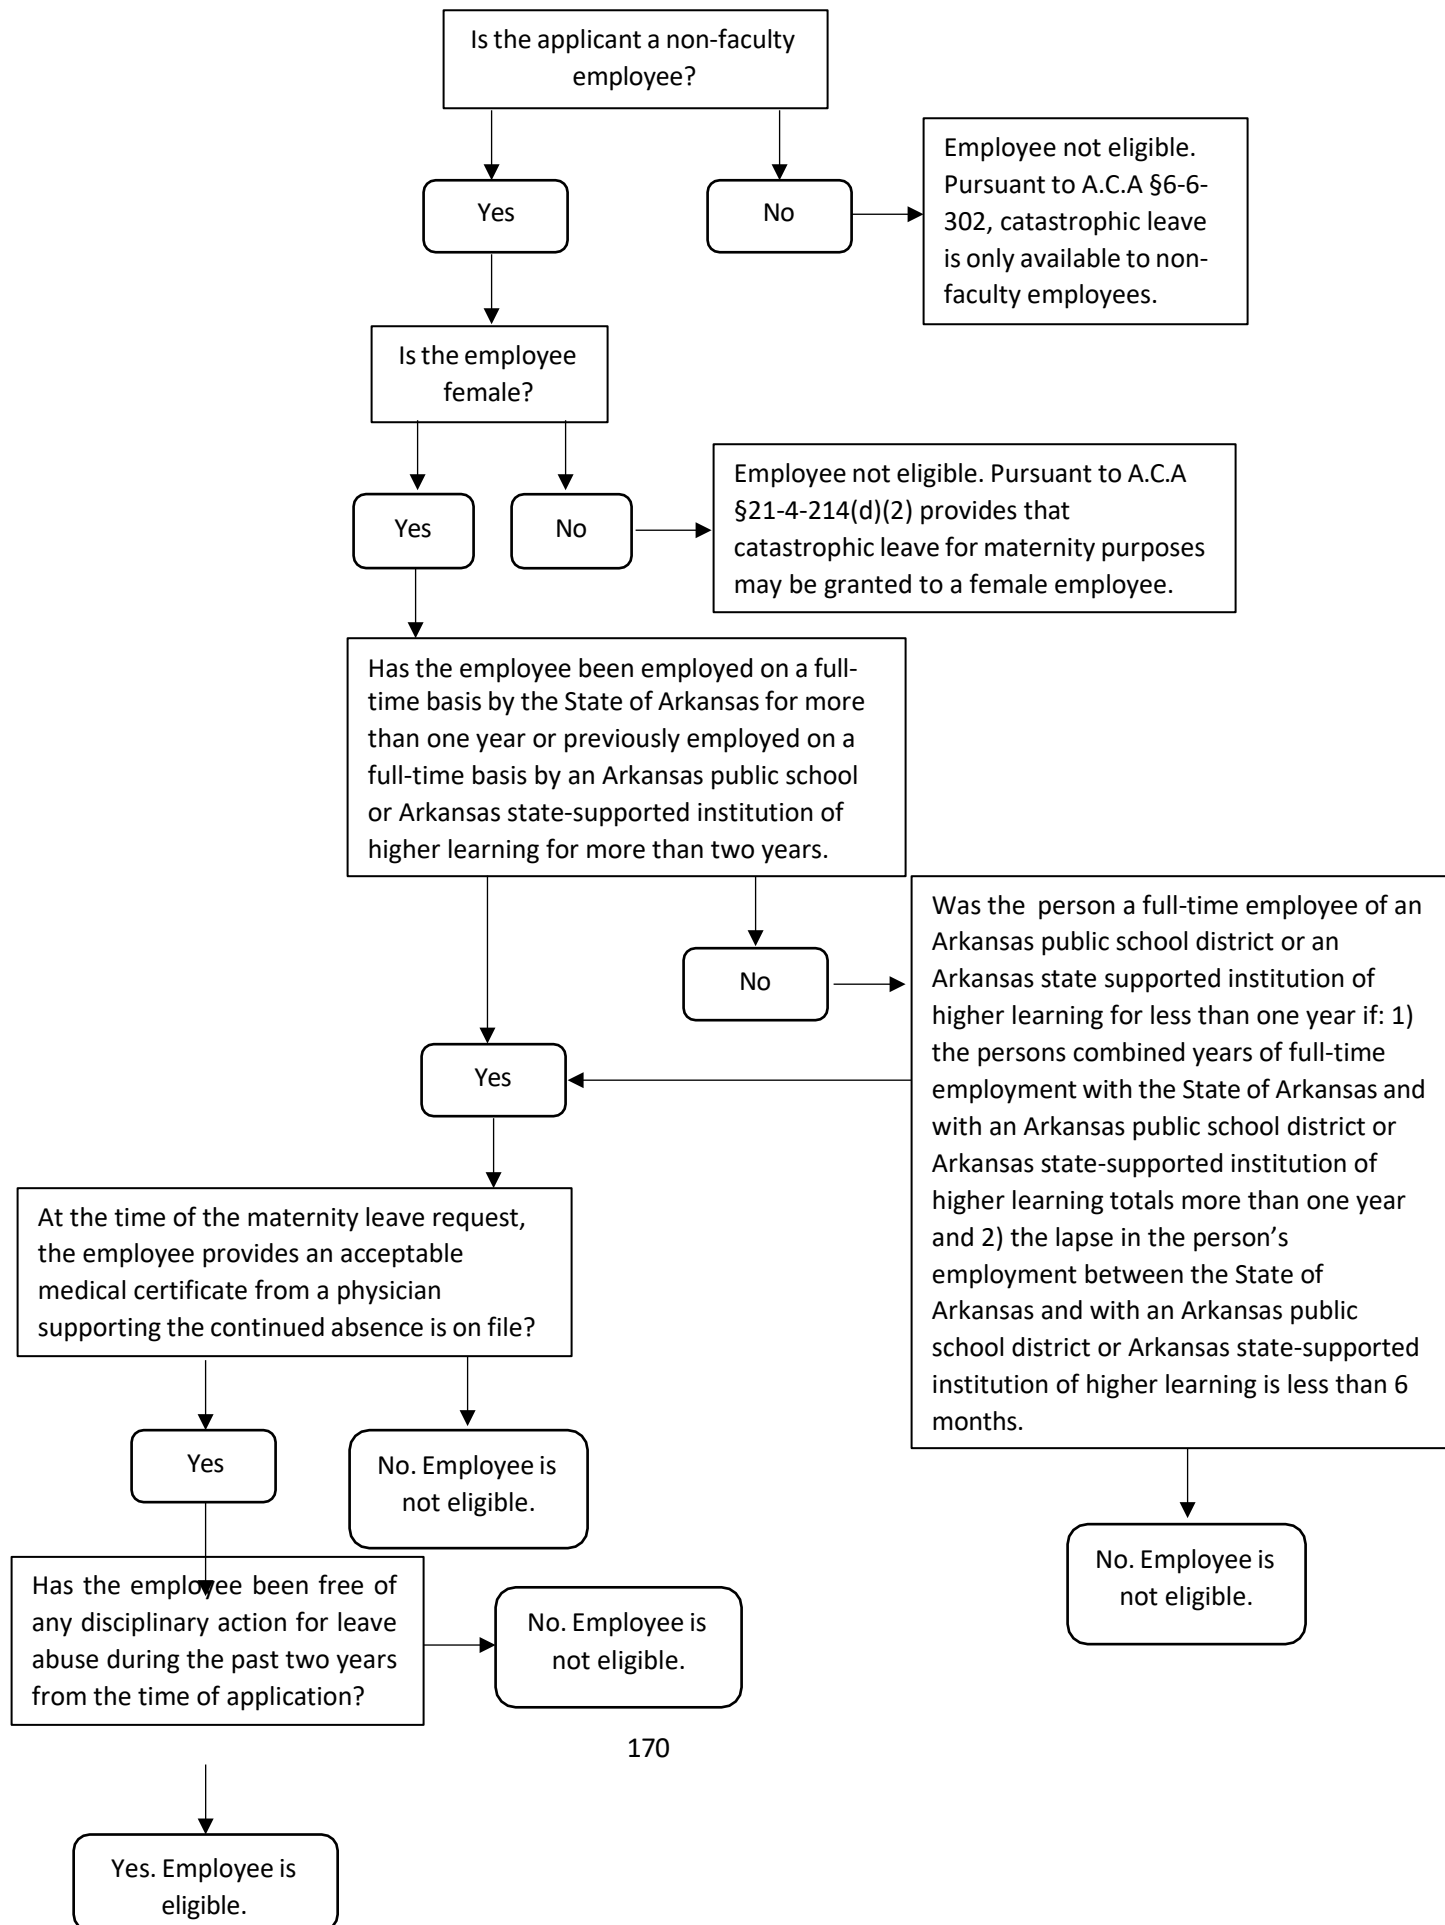 Is the applicant a non-faculty
employee?
Yes
No
Employee not eligible.
Pursuant to A.C.A §6-6-
302, catastrophic leave
is only available to non-
faculty employees.
Is the employee
female?
Yes
No
Employee not eligible. Pursuant to A.C.A
§21-4-214(d)(2) provides that
catastrophic leave for maternity purposes
may be granted to a female employee.
Has the employee been employed on a full-
time basis by the State of Arkansas for more
than one year or previously employed on a
full-time basis by an Arkansas public school
or Arkansas state-supported institution of
higher learning for more than two years.
No
Was the  person a full-time employee of an
Arkansas public school district or an
Arkansas state supported institution of
higher learning for less than one year if: 1)
the persons combined years of full-time
employment with the State of Arkansas and
with an Arkansas public school district or
Arkansas state-supported institution of
higher learning totals more than one year
and 2) the lapse in the person’s
employment between the State of
Arkansas and with an Arkansas public
school district or Arkansas state-supported
institution of higher learning is less than 6
months.
Yes
At the time of the maternity leave request,
the employee provides an acceptable
medical certificate from a physician
supporting the continued absence is on file?
Yes
No. Employee is
not eligible.
No. Employee is
not eligible.
Has the employee been free of
any disciplinary action for leave
abuse during the past two years
from the time of application?
No. Employee is
not eligible.
170
Yes. Employee is
eligible.